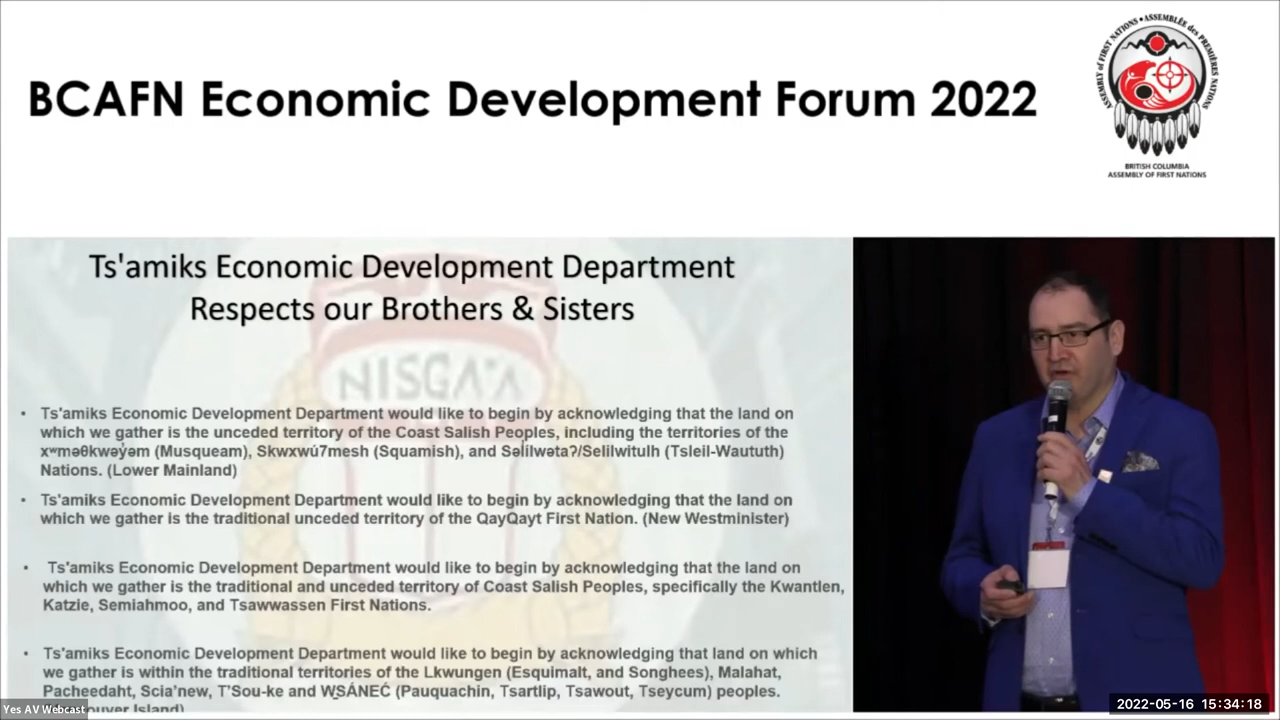 BCAFN Economic Development Forum 2022
ASSEMBLY of FIRST NATIONS • ASSEMBLÉE des PREMIÈRES NATIONS
BRITISH COLUMBIA
ASSEMBLY OF FIRST NATIONS
Ts'amiks Economic Development Department
Respects our Brothers & Sisters
NISGA'A
• Ts'amiks Economic Development Department would like to begin by acknowledging that the land on
which we gather is the unceded territory of the Coast Salish Peoples, including the territories of the
xʷməθkwəy̓əm (Musqueam), Skwxwú7mesh (Squamish), and Səl̓ílwətaʔ/Selilwitulh (Tsleil-Waututh)
Nations. (Lower Mainland)
• Ts'amiks Economic Development Department would like to begin by acknowledging that the land on
which we gather is the traditional unceded territory of the QayQayt First Nation. (New Westminister)
• Ts'amiks Economic Development Department would like to begin by acknowledging that the land on
which we gather is the traditional and unceded territory of Coast Salish Peoples, specifically the Kwantlen,
Katzie, Semiahmoo, and Tsawwassen First Nations.
• Ts'amiks Economic Development Department would like to begin by acknowledging that land on which
we gather is within the traditional territories of the Lkwungen (Esquimalt, and Songhees), Malahat,
Pacheedaht, Scia'new, T'Sou-ke and W̱SÁNEĆ (Pauquachin, Tsartlip, Tsawout, Tseycum) peoples.
Island)
Yes AV Webcast
2022-05-16 15:34:18